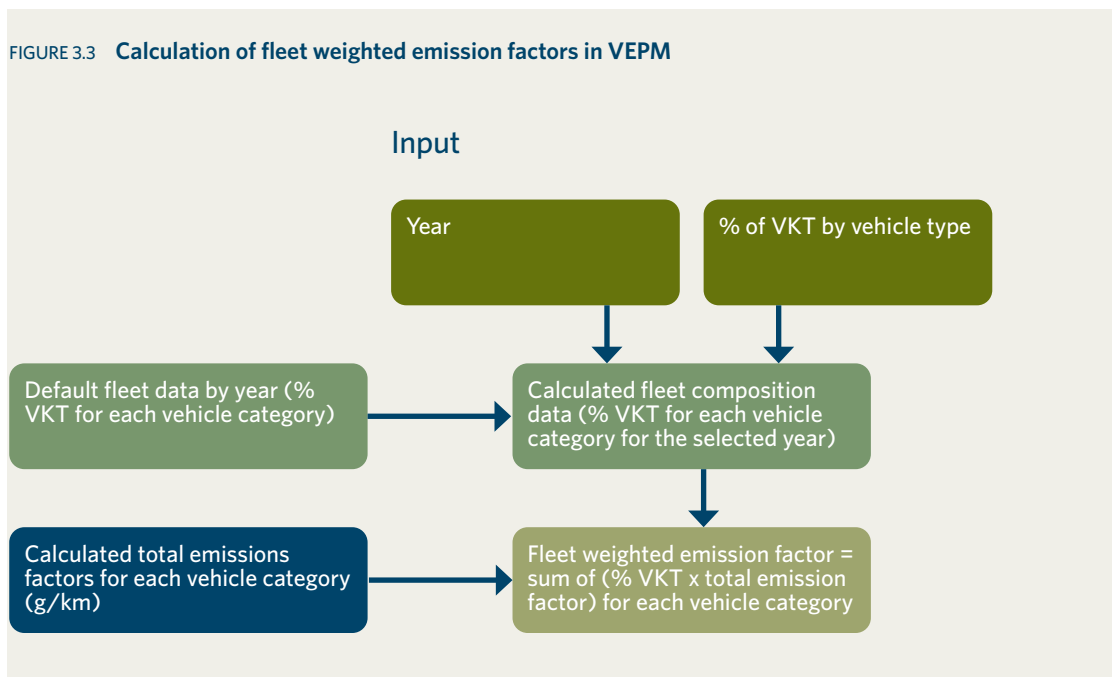 FIGURE 3.3 Calculation of fleet weighted emission factors in VEPM
Input
Year
% of VKT by vehicle type
Default fleet data by year (%
VKT for each vehicle category)
Calculated fleet composition
data (% VKT for each vehicle
category for the selected year)
Calculated total emissions
factors for each vehicle category
(g/km)
Fleet weighted emission factor =
sum of (% VKT x total emission
factor) for each vehicle category